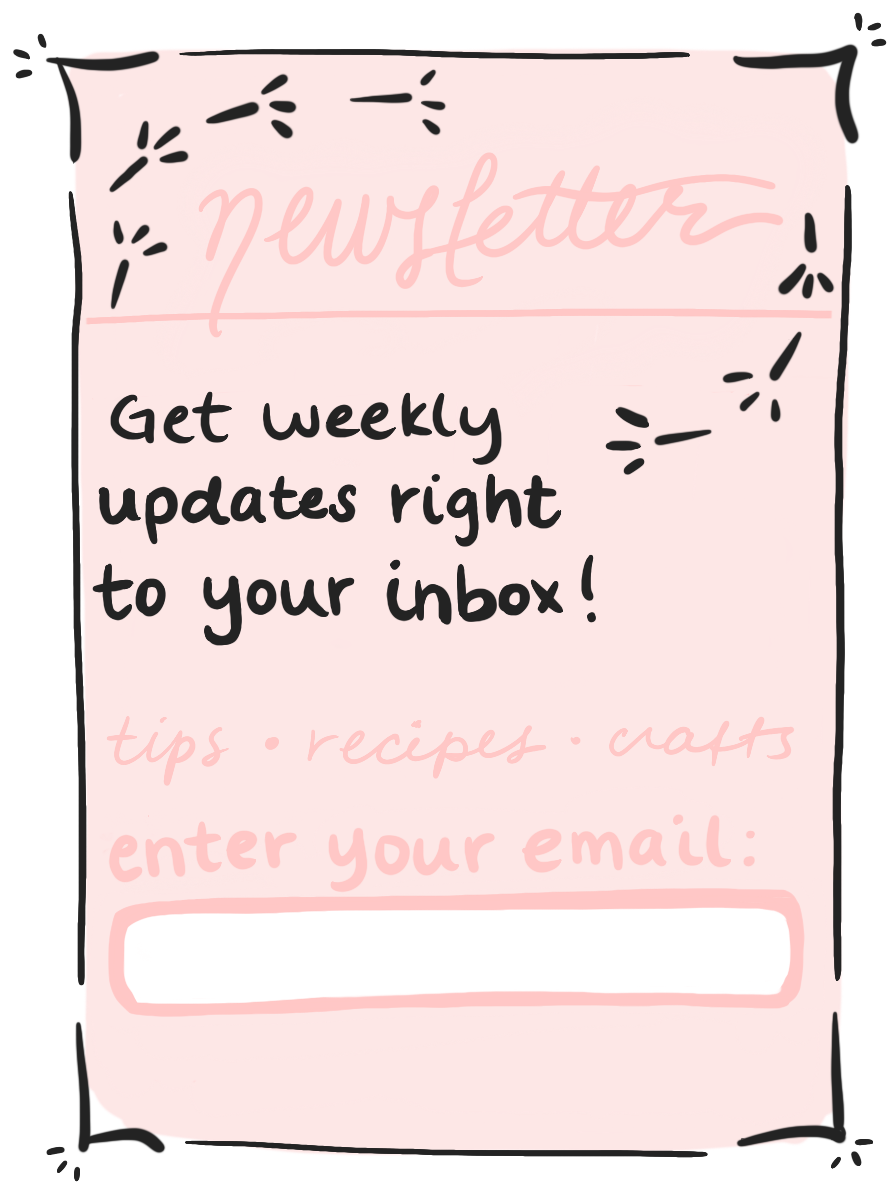 newsletter
Get weekly
updates right
to your inbox!
tips • recipes • crafts
enter your email: